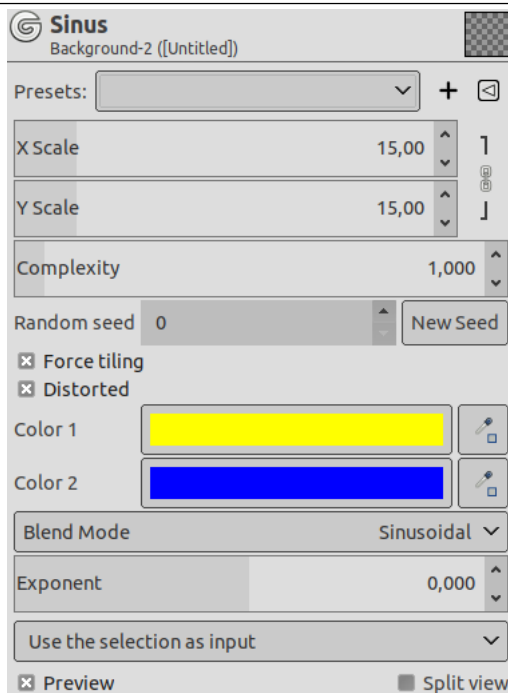 Sinus
Background-2 ([Untitled])
Presets:
X Scale 15,00
Y Scale 15,00
Complexity 1,000
Random seed 0 New Seed
Force tiling
Distorted
Color 1
Color 2
Blend Mode Sinusoidal
Exponent 0,000
Use the selection as input
Preview Split view